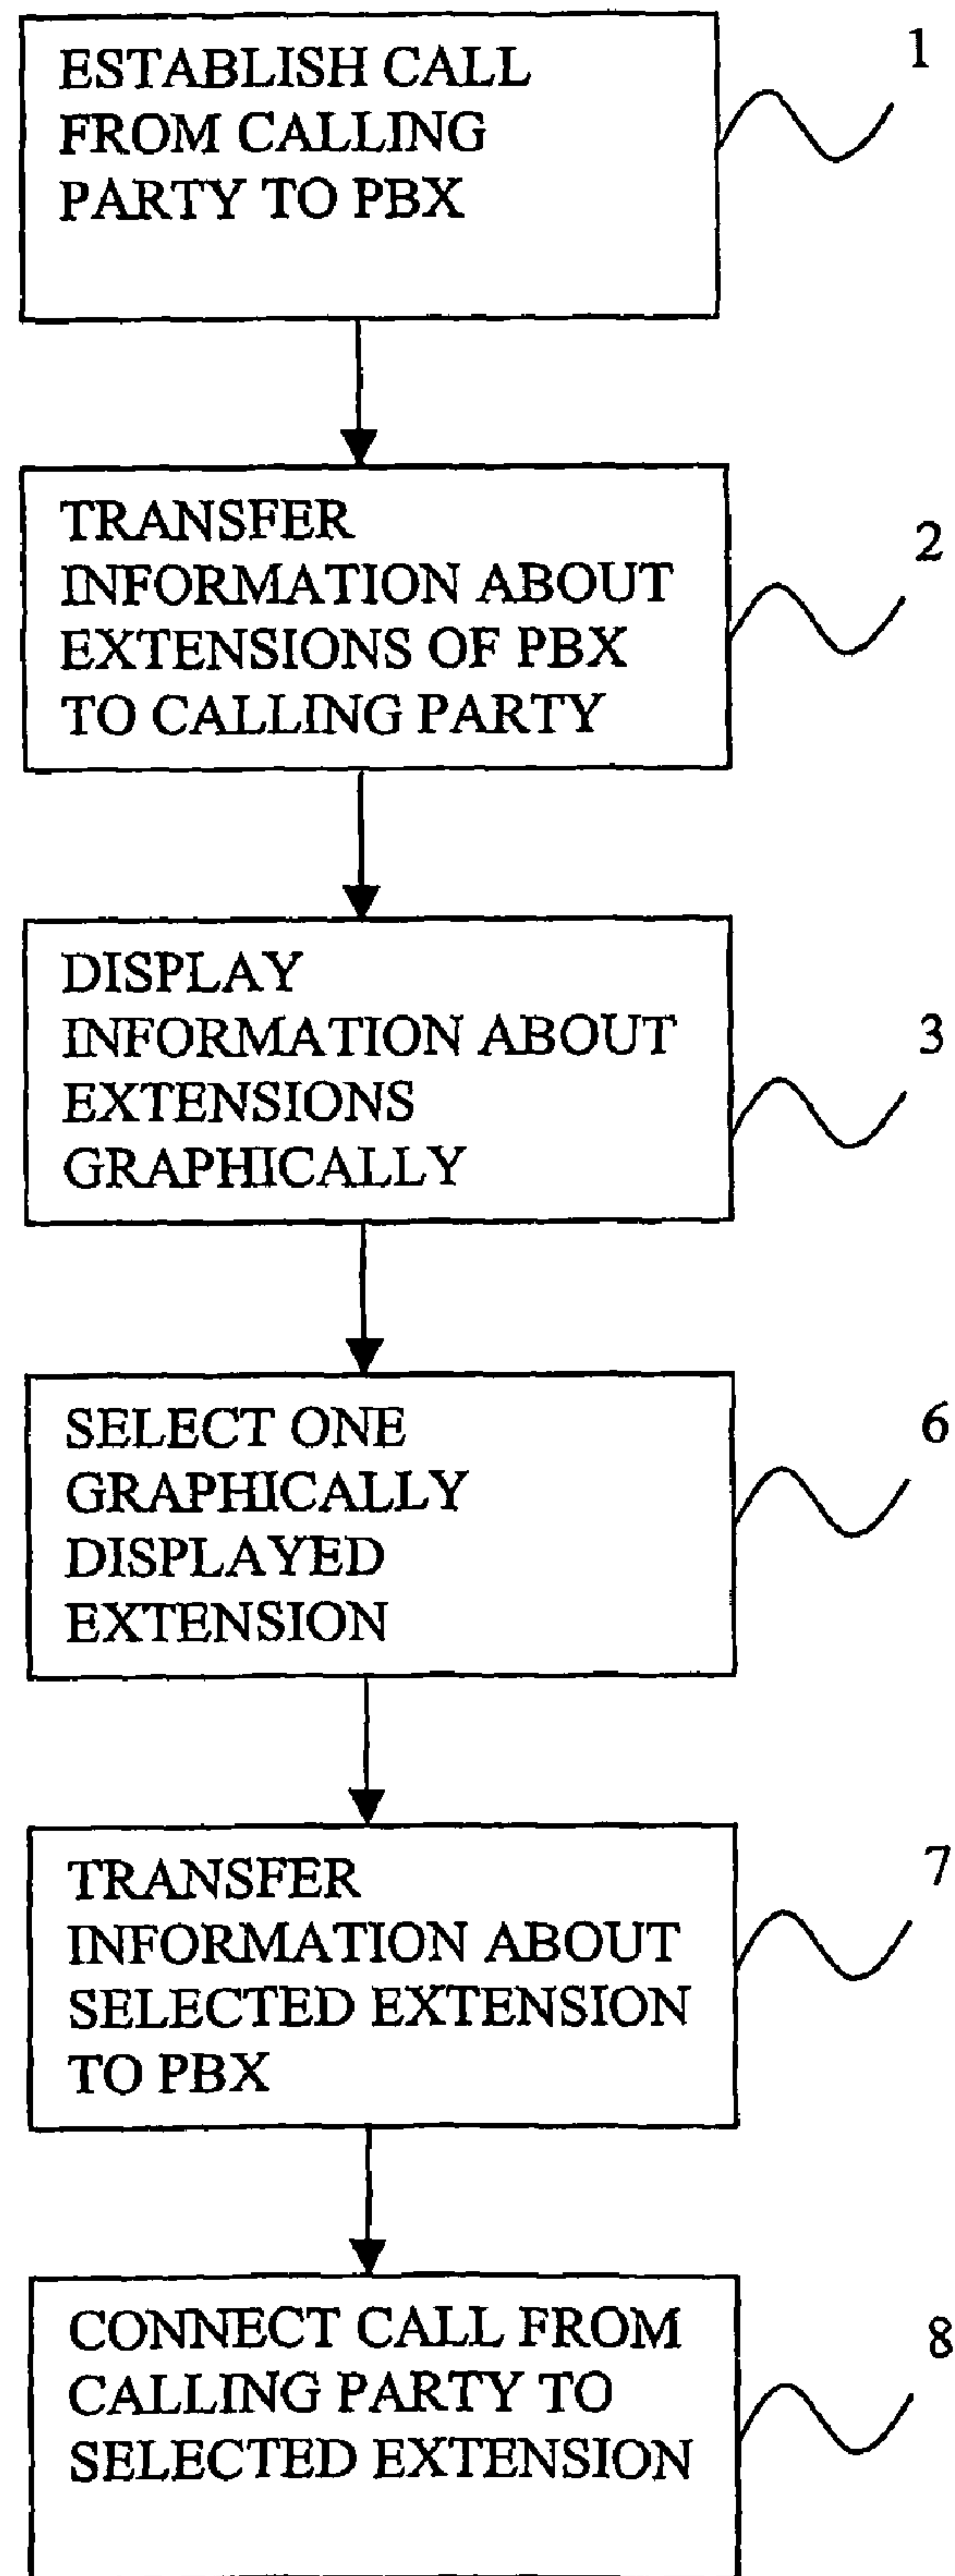 ESTABLISH CALL
FROM CALLING
PARTY TO PBX
1
TRANSFER
INFORMATION ABOUT
EXTENSIONS OF PBX
TO CALLING PARTY
2
DISPLAY
INFORMATION ABOUT
EXTENSIONS
GRAPHICALLY
3
SELECT ONE
GRAPHICALLY
DISPLAYED
EXTENSION
6
TRANSFER
INFORMATION ABOUT
SELECTED EXTENSION
TO PBX
7
CONNECT CALL FROM
CALLING PARTY TO
SELECTED EXTENSION
8